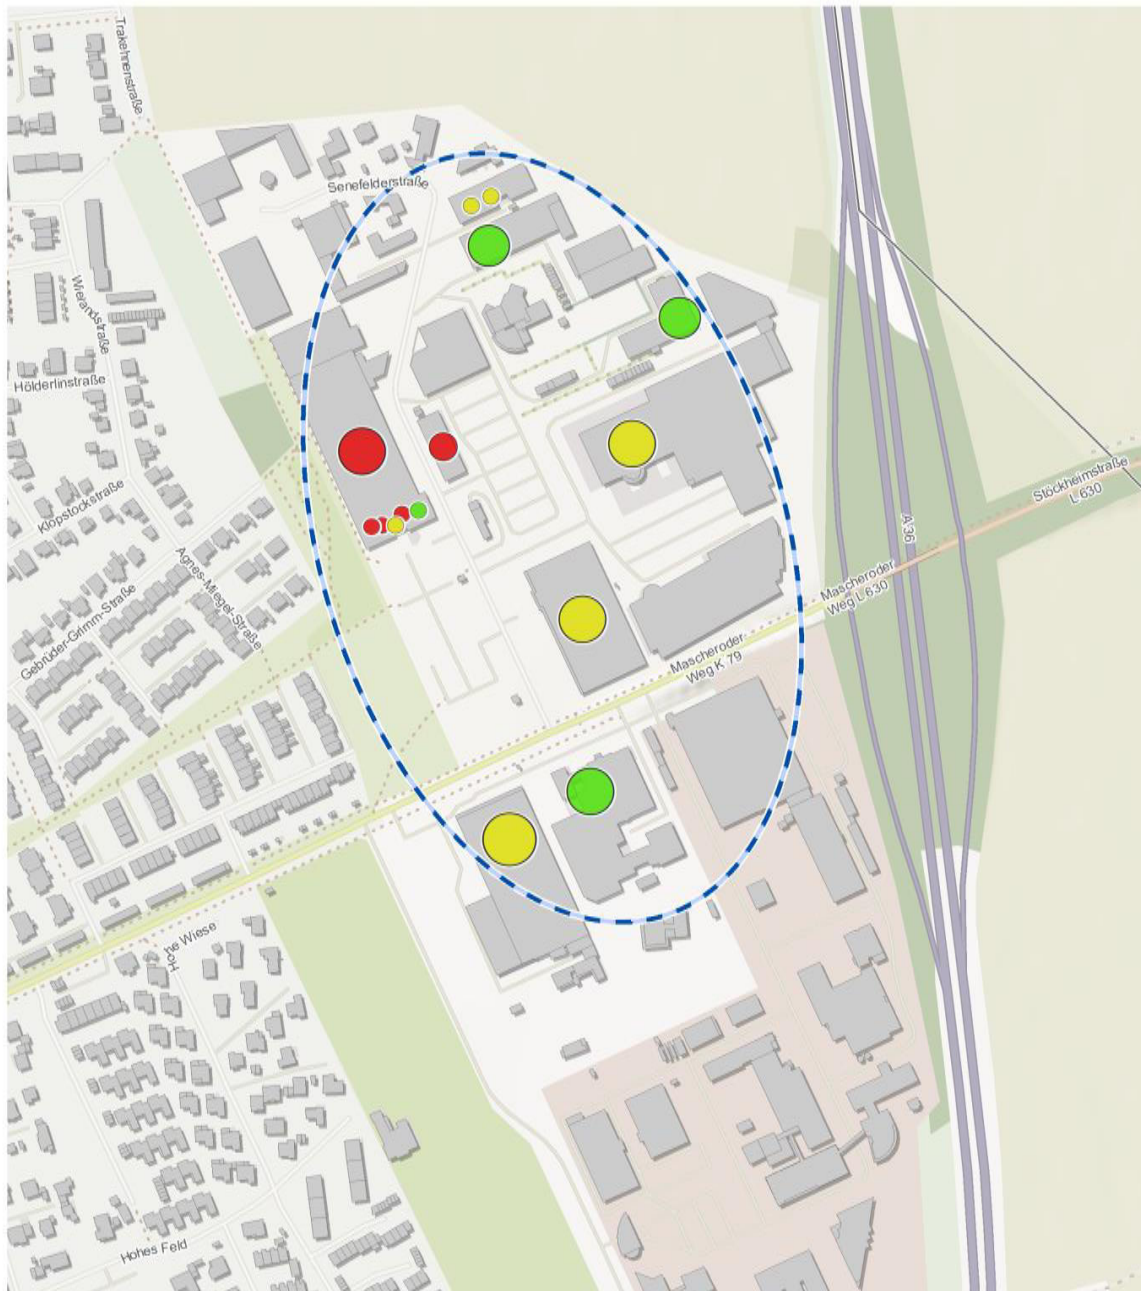 Trakehnenstraße
Senefelderstraße
Wierandstraße
Hölderlinstraße
Klopstockstraße
Stöckheimstraße
L 630
A 36
Agnes-Miegel-Straße
Mascheroder
Weg L 630
Gebrüder-Grimm-Straße
Mascheroder
Weg K 79
Hohe Wiese
Hohes Feld